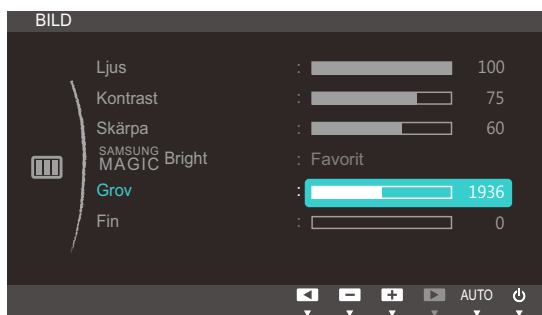 BILD
Ljus : 100
Kontrast : 75
Skärpa : 60
SAMSUNG MAGIC Bright : Favorit
Grov : 1936
Fin : 0
AUTO